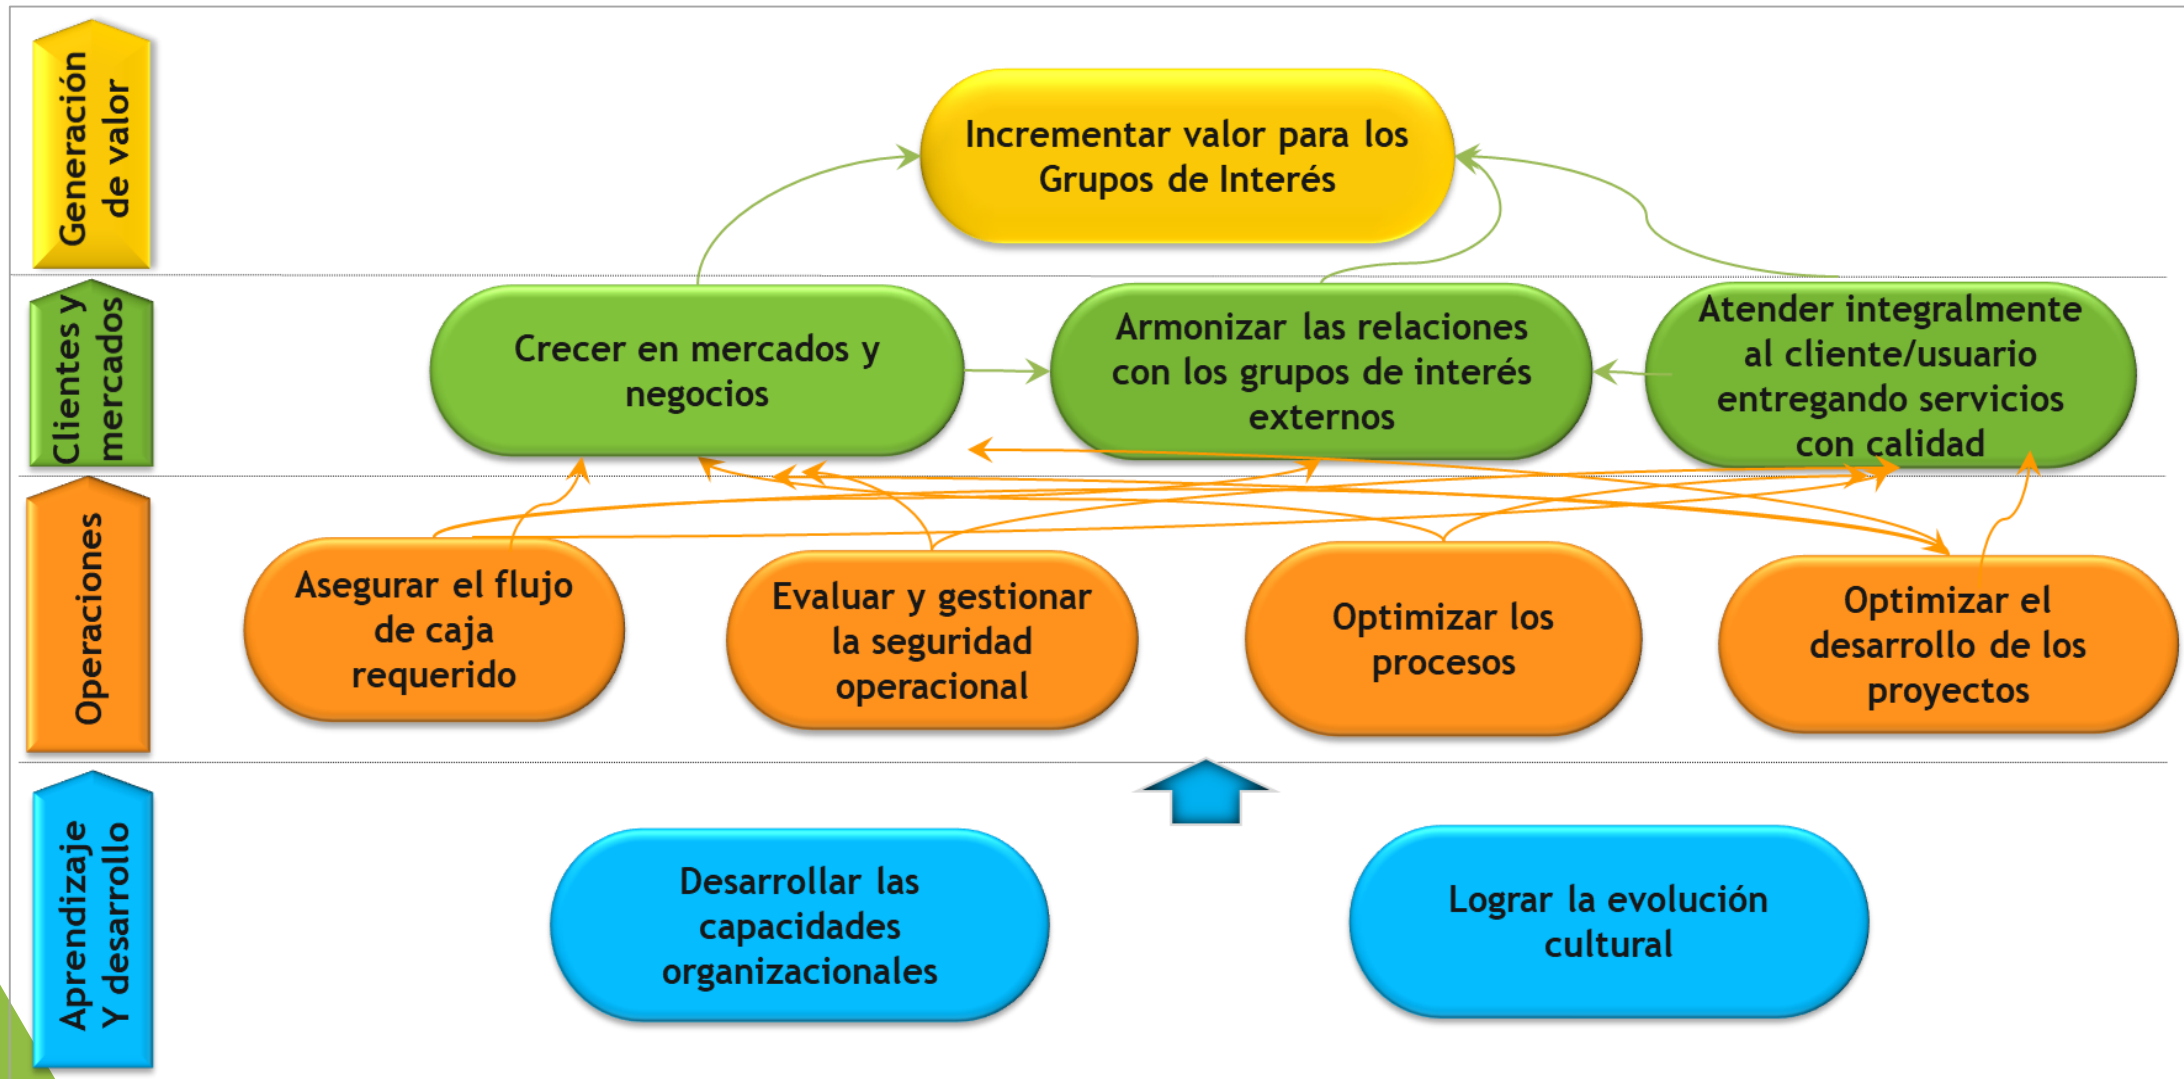 Generación
de valor
Incrementar valor para los
Grupos de Interés
Clientes y
mercados
Crecer en mercados y
negocios
Armonizar las relaciones
con los grupos de interés
externos
Atender integralmente
al cliente/usuario
entregando servicios
con calidad
Operaciones
Asegurar el flujo
de caja
requerido
Evaluar y gestionar
la seguridad
operacional
Optimizar los
procesos
Optimizar el
desarrollo de los
proyectos
Aprendizaje
Y desarrollo
Desarrollar las
capacidades
organizacionales
Lograr la evolución
cultural